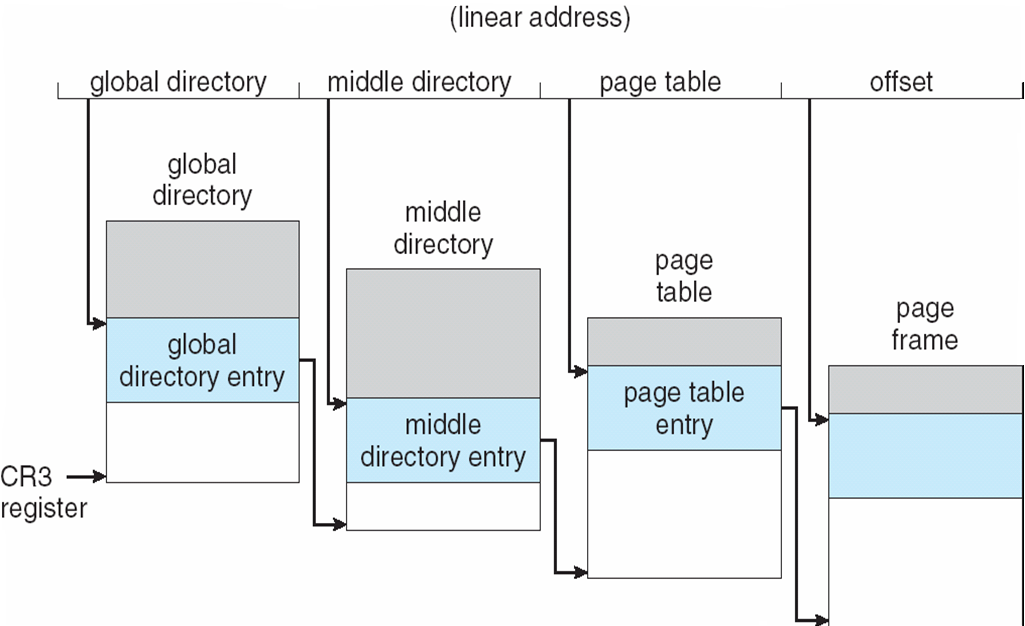 (linear address)
global directory
middle directory
page table
offset
global
directory
middle
directory
page
table
page
frame
global
directory entry
middle
directory entry
page table
entry
CR3
register